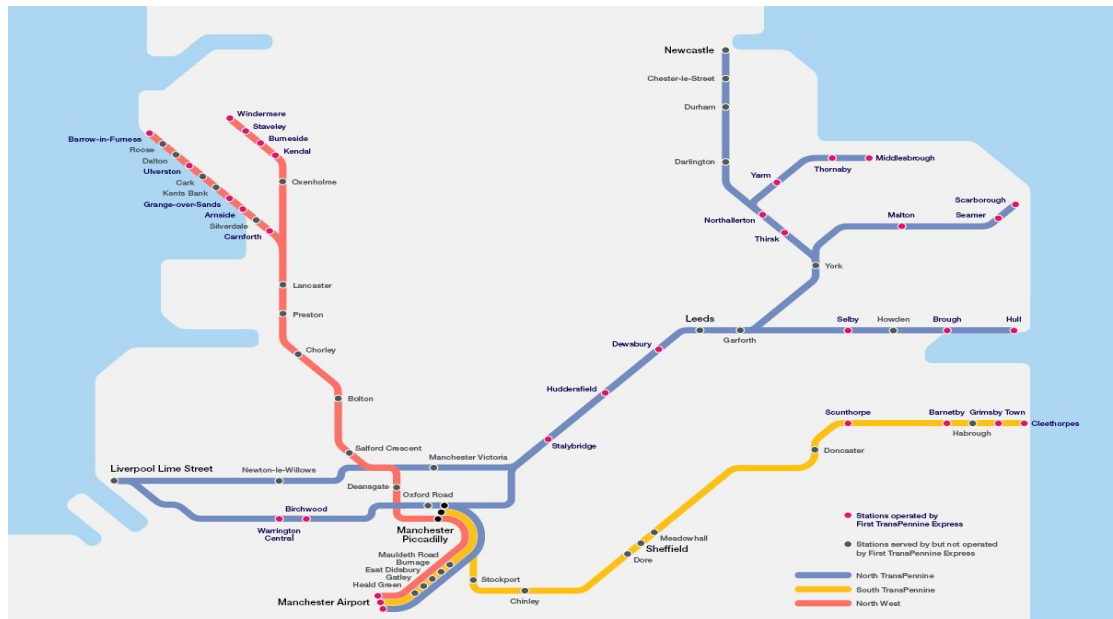 Newcastle
Chester-le-Street
Durham
Darlington
Windermere
Staveley
Burneside
Kendal
Oxenholme
Barrow-in-Furness
Roose
Dalton
Ulverston
Cark
Kents Bank
Grange-over-Sands
Arnside
Silverdale
Carnforth
Lancaster
Preston
Chorley
Bolton
Salford Crescent
Yarm
Thornaby
Middlesbrough
Northallerton
Thirsk
Scarborough
Seamer
Malton
York
Leeds
Garforth
Selby
Howden
Brough
Hull
Dewsbury
Huddersfield
Stalybridge
Manchester Victoria
Liverpool Lime Street
Newton-le-Willows
Deansgate
Oxford Road
Birchwood
Warrington
Central
Manchester
Piccadilly
Mauldeth Road
Burnage
East Didsbury
Gatley
Heald Green
Manchester Airport
Stockport
Chinley
Dore
Sheffield
Meadowhall
Doncaster
Scunthorpe
Barnetby
Habrough
Grimsby Town
Cleethorpes
Stations operated by
First TransPennine Express
Stations served by but not operated
by First TransPennine Express
North TransPennine
South TransPennine
North West